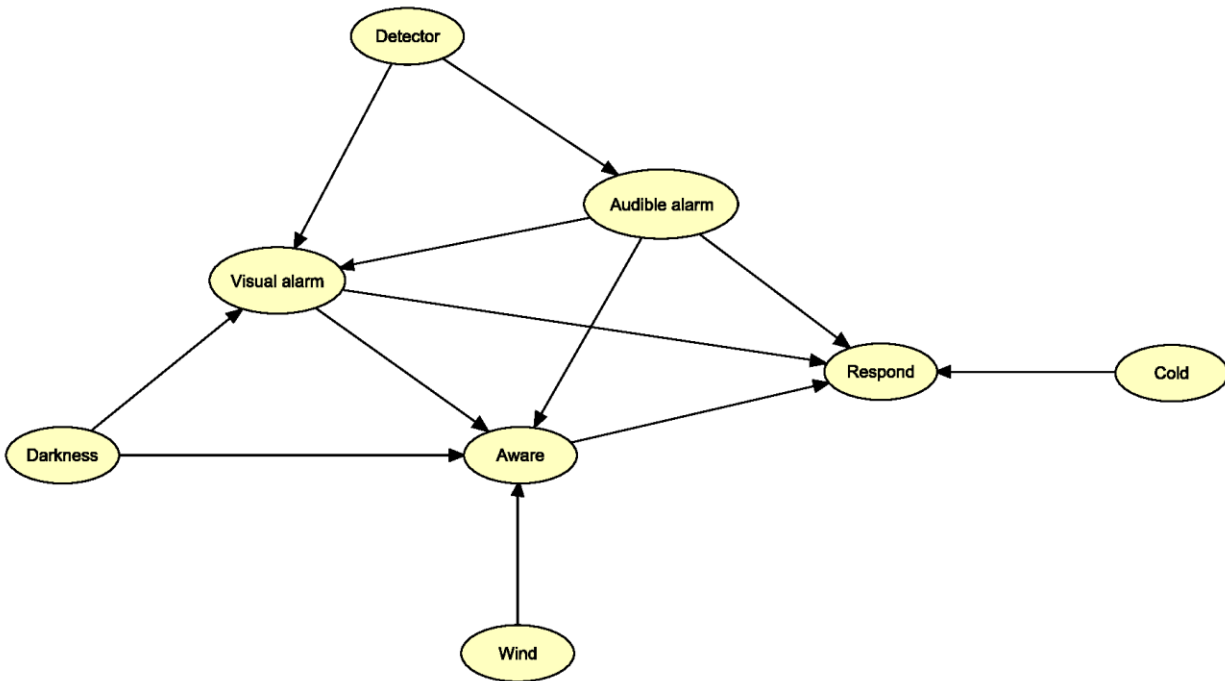 Detector
Audible alarm
Visual alarm
Respond
Cold
Darkness
Aware
Wind